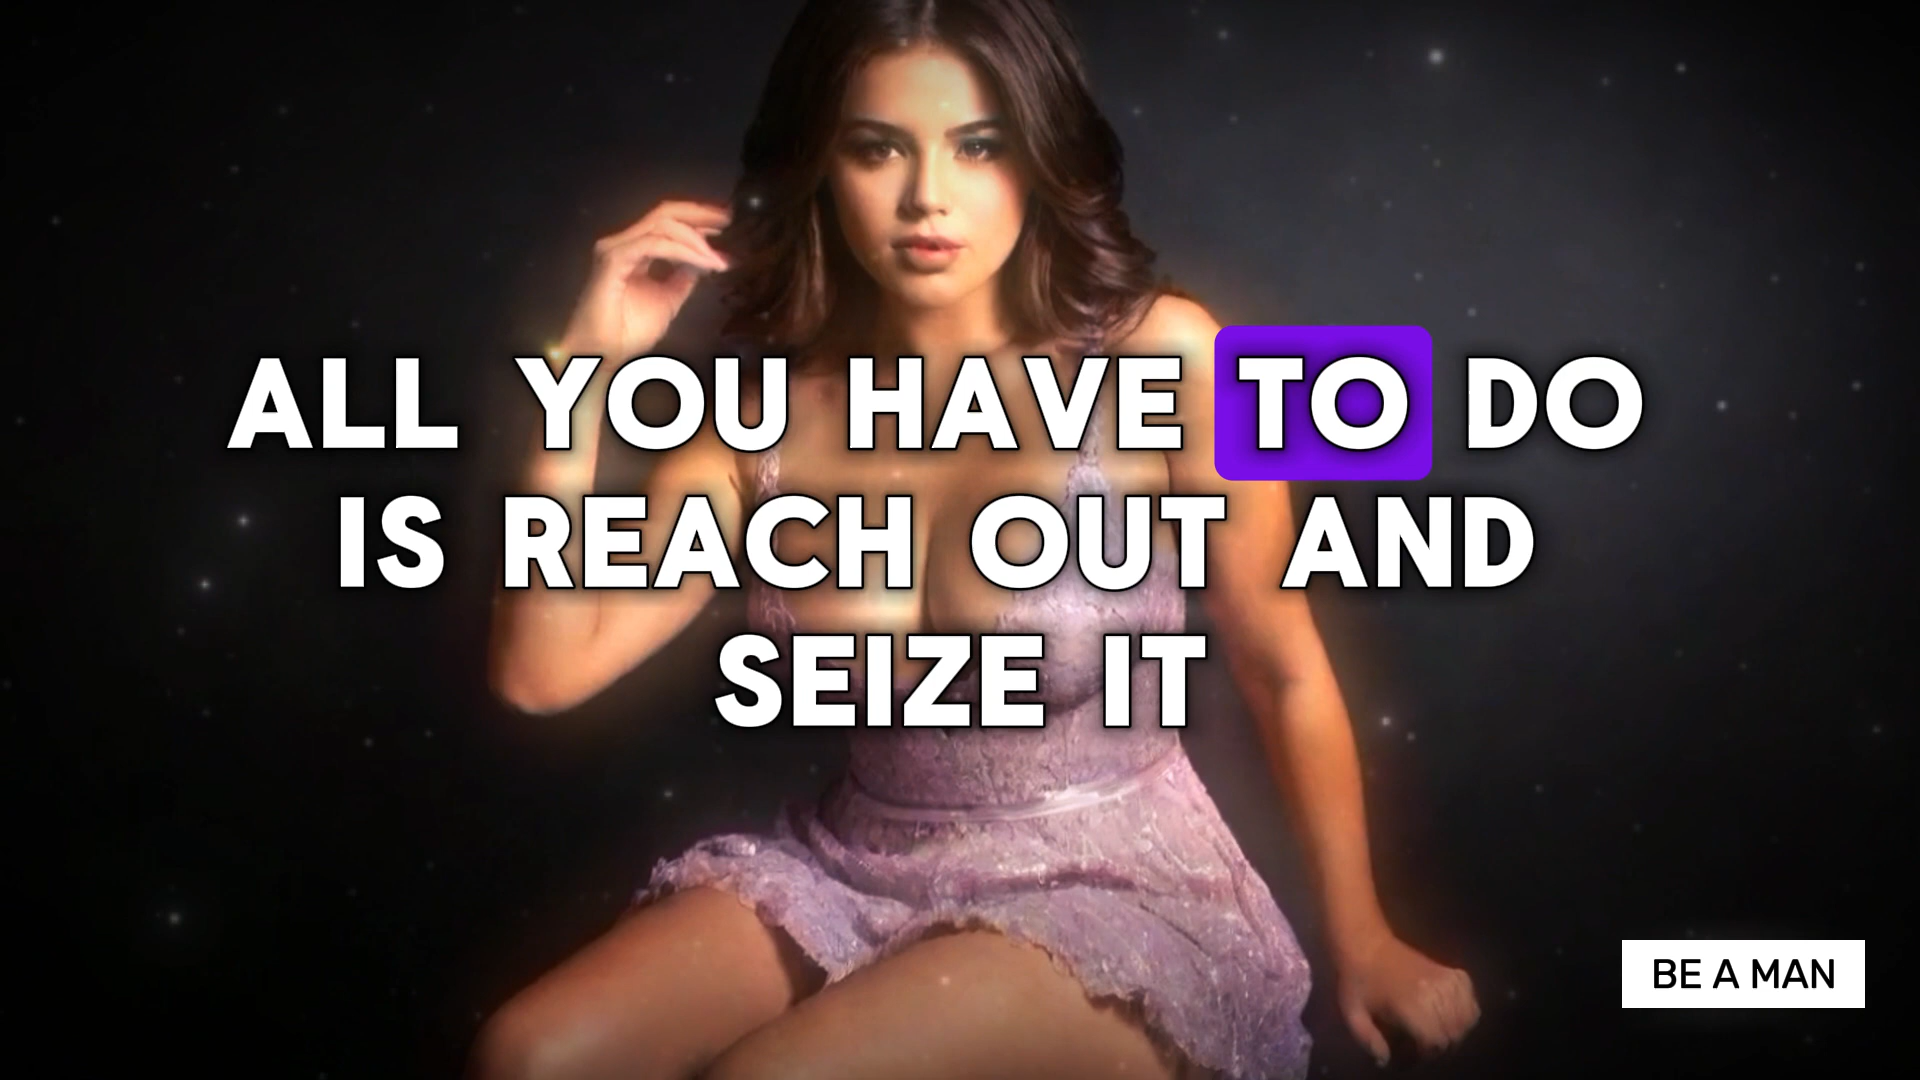 ALL YOU HAVE TO DO
IS REACH OUT AND
SEIZE IT
BE A MAN